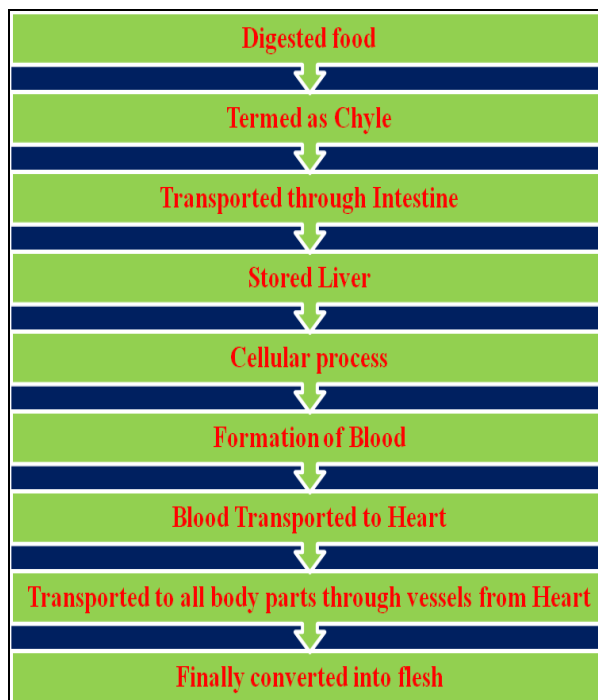 Digested food
Termed as Chyle
Transported through Intestine
Stored Liver
Cellular process
Formation of Blood
Blood Transported to Heart
Transported to all body parts through vessels from Heart
Finally converted into flesh